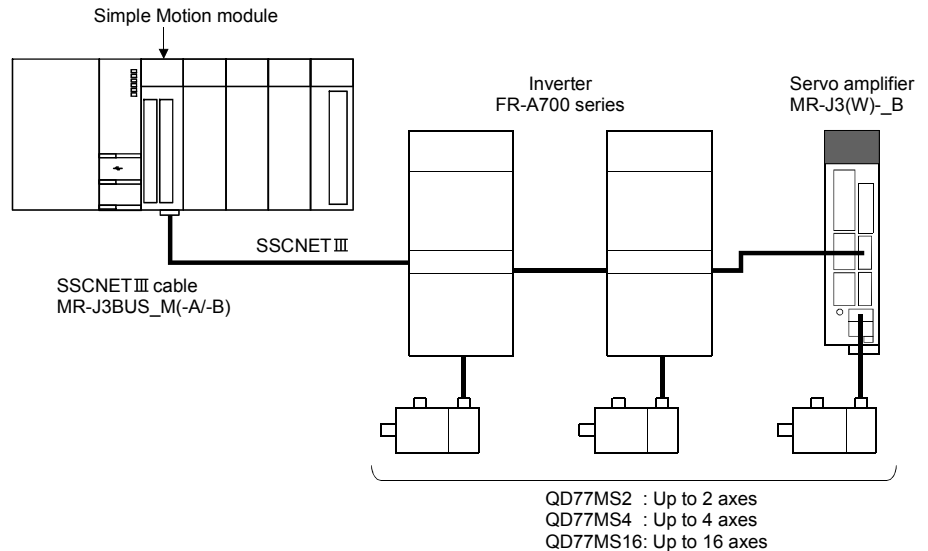 Simple Motion module
Inverter
FR-A700 series
Servo amplifier
MR-J3(W)-_B
SSCNETⅢ
SSCNETⅢ cable
MR-J3BUS_M(-A/-B)
QD77MS2 : Up to 2 axes
QD77MS4 : Up to 4 axes
QD77MS16: Up to 16 axes